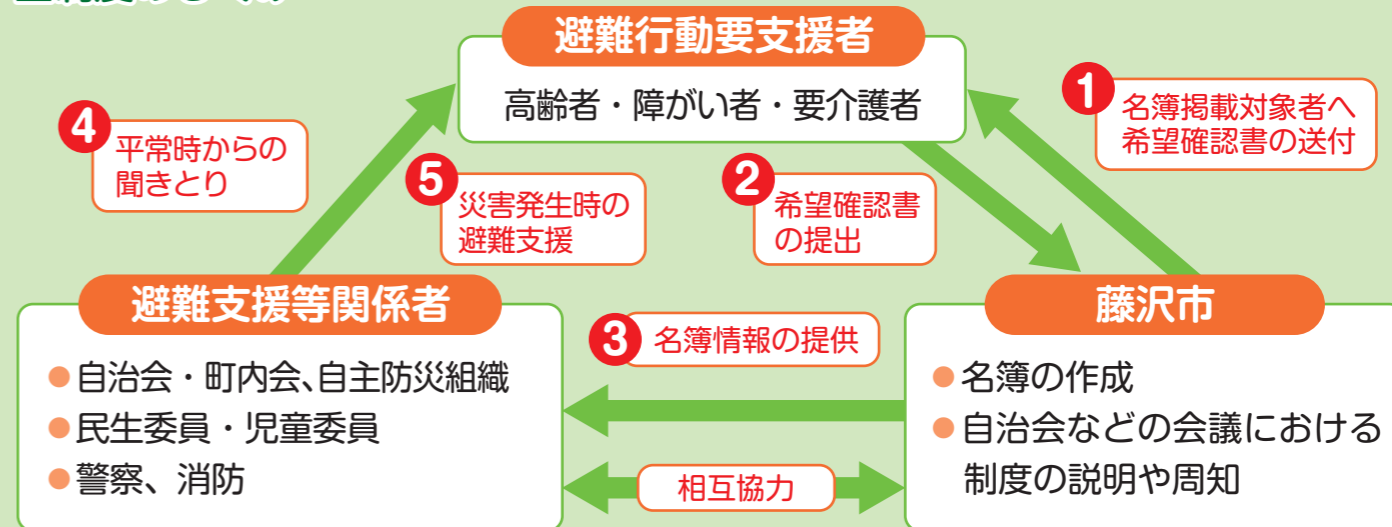 避難行動要支援者
高齢者・障がい者・要介護者
1
名簿掲載対象者へ
希望確認書の送付
2
希望確認書
の提出
4
平常時からの
聞きとり
5
災害発生時の
避難支援
避難支援等関係者
●自治会・町内会、自主防災組織
●民生委員・児童委員
●警察、消防
3
名簿情報の提供
相互協力
藤沢市
●名簿の作成
●自治会などの会議における
制度の説明や周知